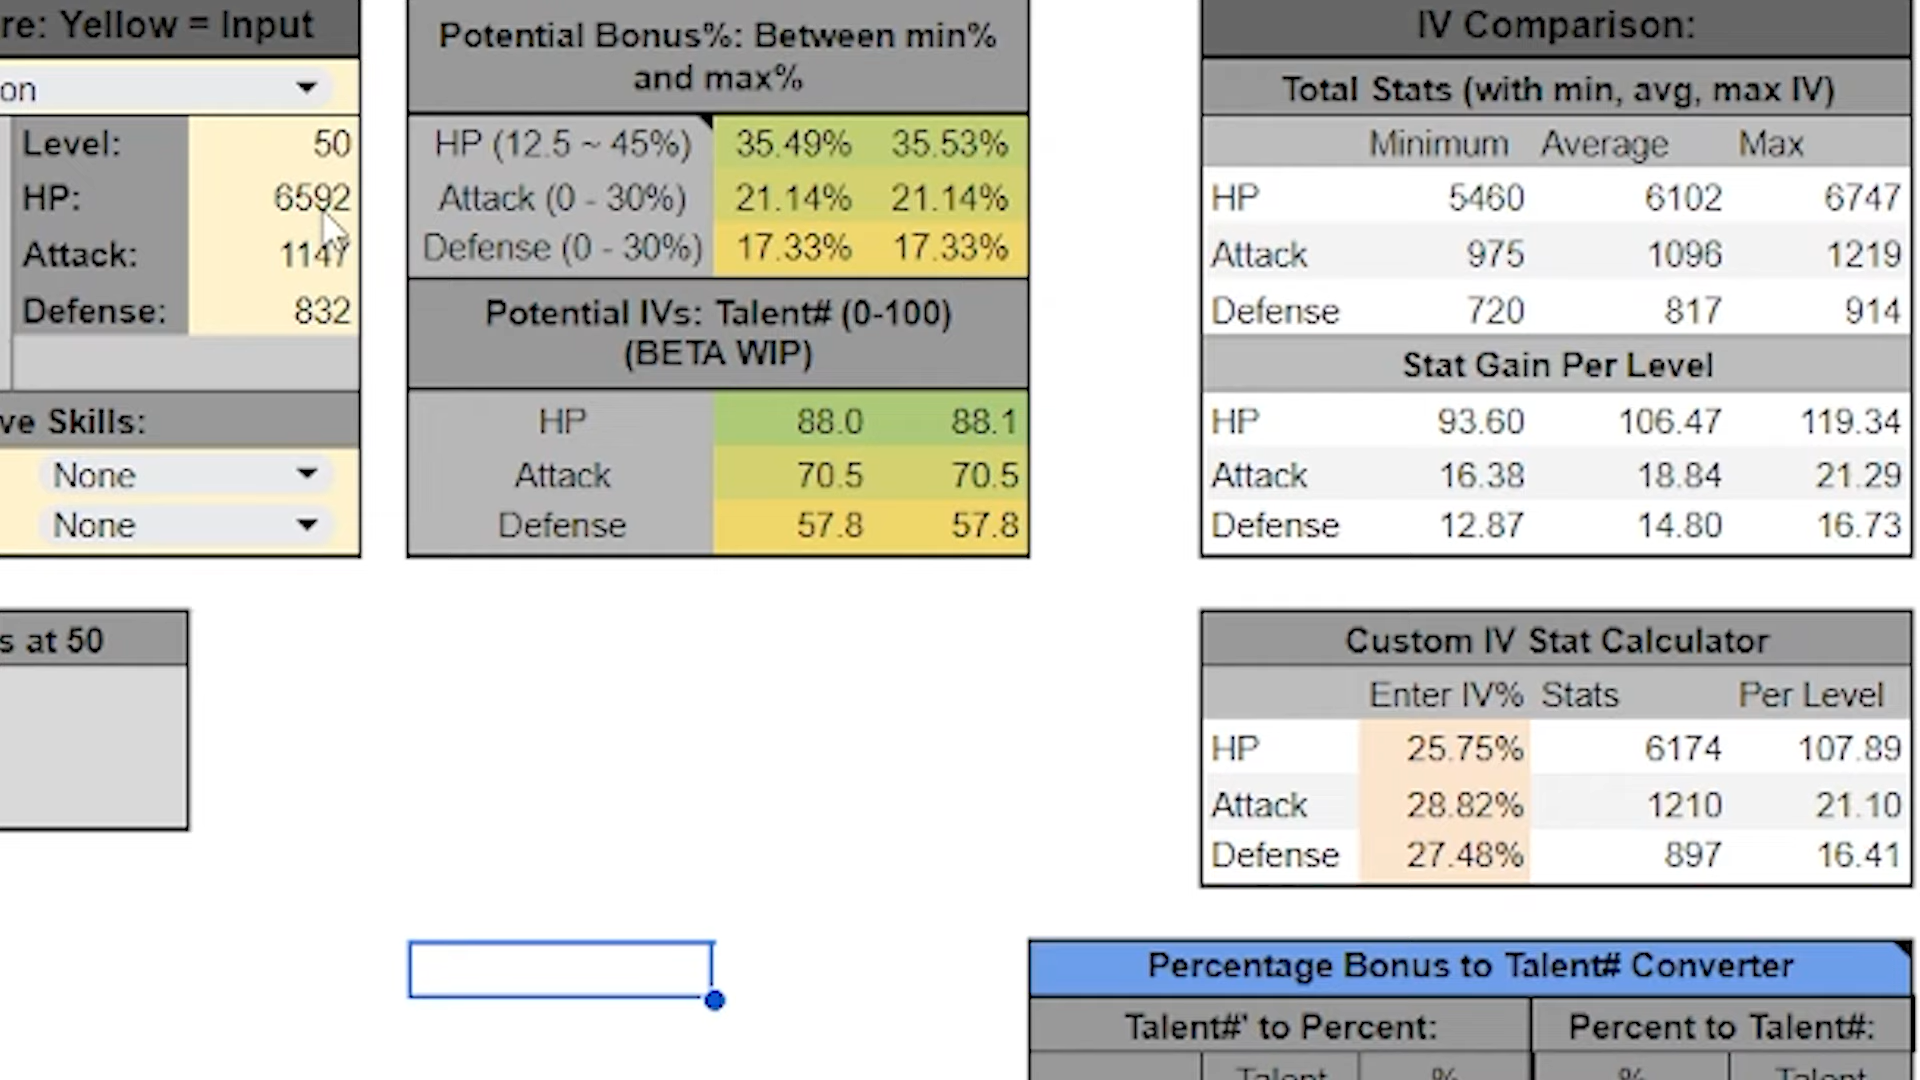 re: Yellow = Input
on
Level: 50
HP: 6592
Attack: 1147
Defense: 832
ve Skills:
None
None
s at 50
Potential Bonus%: Between min%
and max%
HP (12.5 ~ 45%) 35.49% 35.53%
Attack (0 - 30%) 21.14% 21.14%
Defense (0 - 30%) 17.33% 17.33%
Potential IVs: Talent# (0-100)
(BETA WIP)
HP 88.0 88.1
Attack 70.5 70.5
Defense 57.8 57.8
IV Comparison:
Total Stats (with min, avg, max IV)
Minimum Average Max
HP 5460 6102 6747
Attack 975 1096 1219
Defense 720 817 914
Stat Gain Per Level
HP 93.60 106.47 119.34
Attack 16.38 18.84 21.29
Defense 12.87 14.80 16.73
Custom IV Stat Calculator
Enter IV% Stats Per Level
HP 25.75% 6174 107.89
Attack 28.82% 1210 21.10
Defense 27.48% 897 16.41
Percentage Bonus to Talent# Converter
Talent#' to Percent: Percent to Talent#:
Talent % % Talent